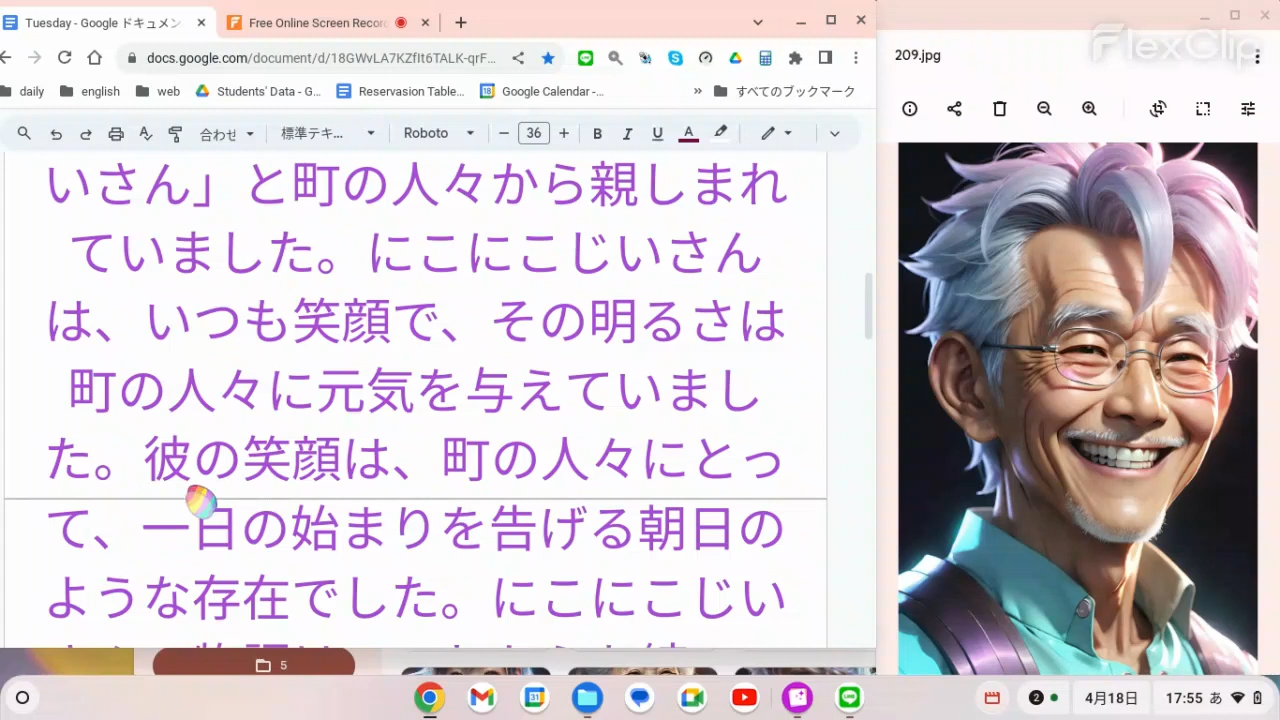 Tuesday - Google ドキュメン
Free Online Screen Recor
docs.google.com/document/d/18GWvLA7KZfIt6TALK-qrF...
daily
english
web
Students' Data - G...
Reservasion Table...
Google Calendar -...
»
すべてのブックマーク
合わせ
標準テキ...
Roboto
36
B
I
U
A
いさん」と町の人々から親しまれ
ていました。にこにこじいさん
は、いつも笑顔で、その明るさは
町の人々に元気を与えていまし
た。彼の笑顔は、町の人々にとっ
て、一日の始まりを告げる朝日の
ような存在でした。にこにこじい
5
FlexClip
209.jpg
2
4月18日
17:55
あ